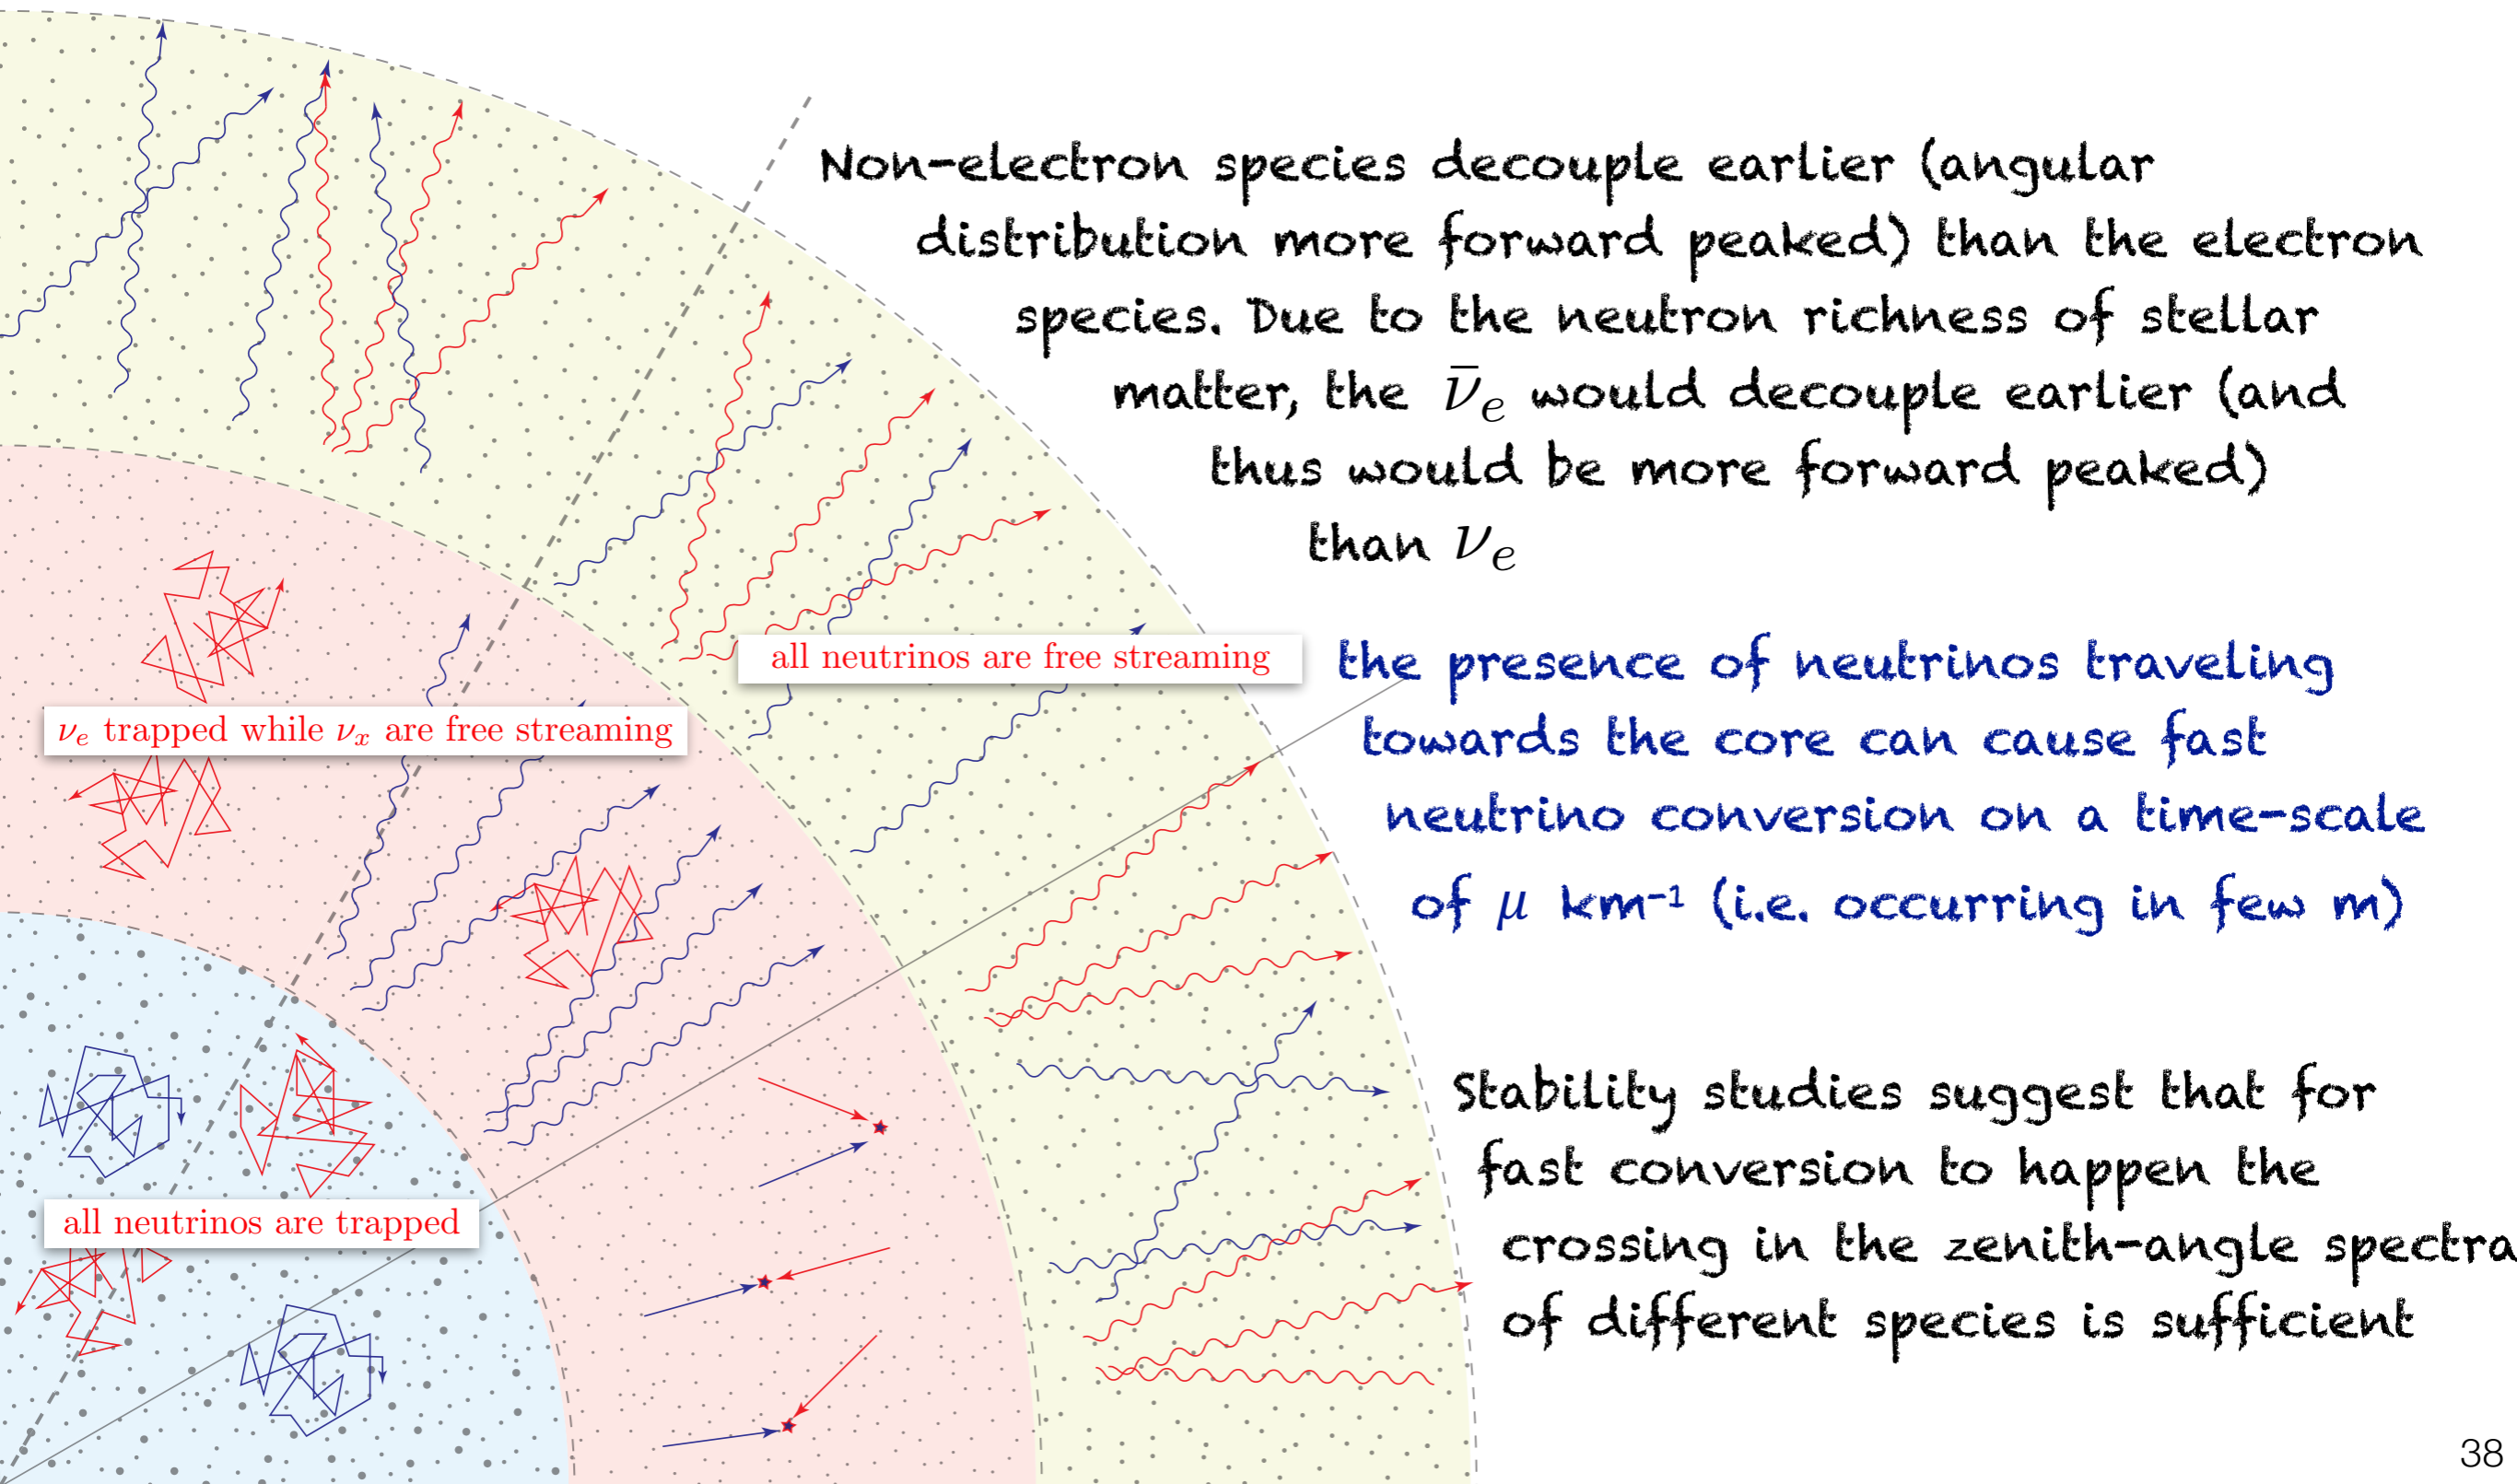 Non-electron species decouple earlier (angular
distribution more forward peaked) than the electron
species. Due to the neutron richness of stellar
matter, the ν̄ₑ would decouple earlier (and
thus would be more forward peaked)
than νₑ
all neutrinos are free streaming
the presence of neutrinos traveling
towards the core can cause fast
neutrino conversion on a time-scale
of μ km⁻¹ (i.e. occurring in few m)
νₑ trapped while νₓ are free streaming
Stability studies suggest that for
fast conversion to happen the
crossing in the zenith-angle spectra
of different species is sufficient
all neutrinos are trapped
38